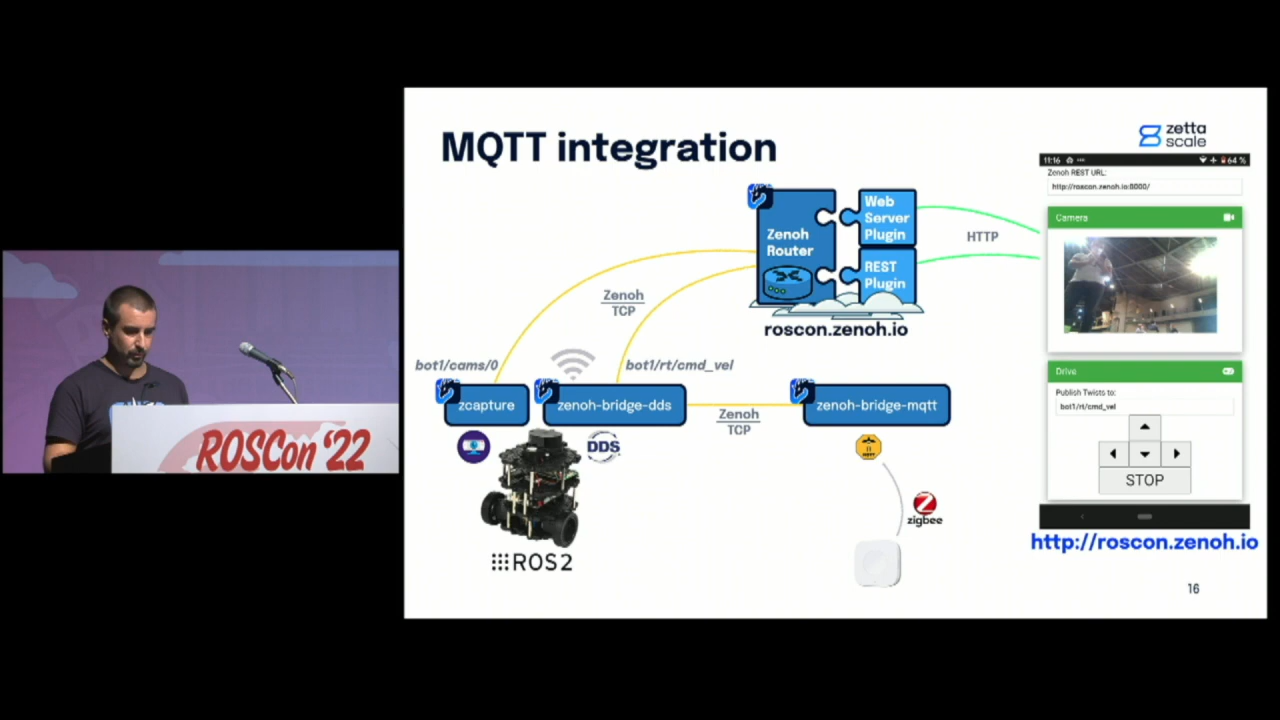 MQTT integration
zetta
scale
11:16
64 %
Zenoh REST URL:
http://roscon.zenoh.io:8000/
Camera
Web
Server
Plugin
Zenoh
Router
REST
Plugin
HTTP
Zenoh
TCP
roscon.zenoh.io
bot1/cams/0
bot1/rt/cmd_vel
Drive
Publish Twists to:
bot1/rt/cmd_vel
zcapture
zenoh-bridge-dds
Zenoh
TCP
zenoh-bridge-mqtt
DDS
STOP
zigbee
ROS2
http://roscon.zenoh.io
16
ROSCon '22